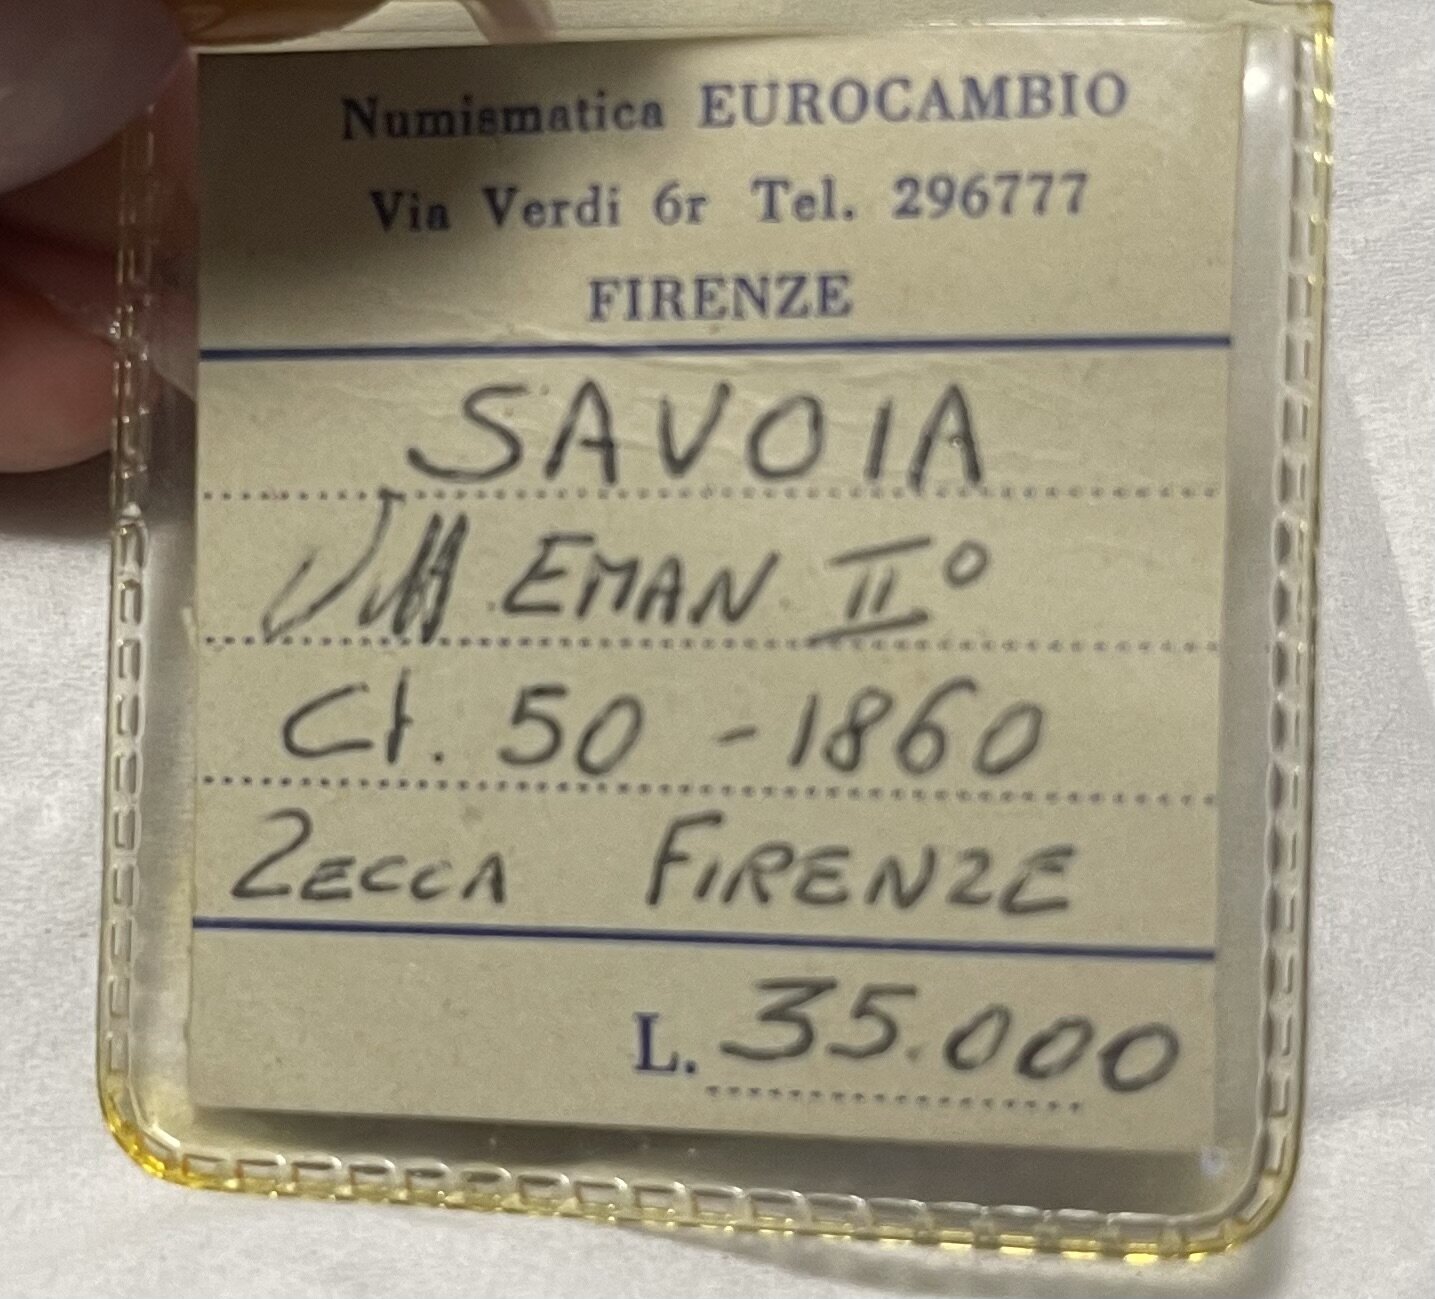 Numismatica EUROCAMBIO
Via Verdi 6r Tel. 296777
FIRENZE
SAVOIA
EMAN II°
Ct. 50 - 1860
ZECCA FIRENZE
L. 35.000